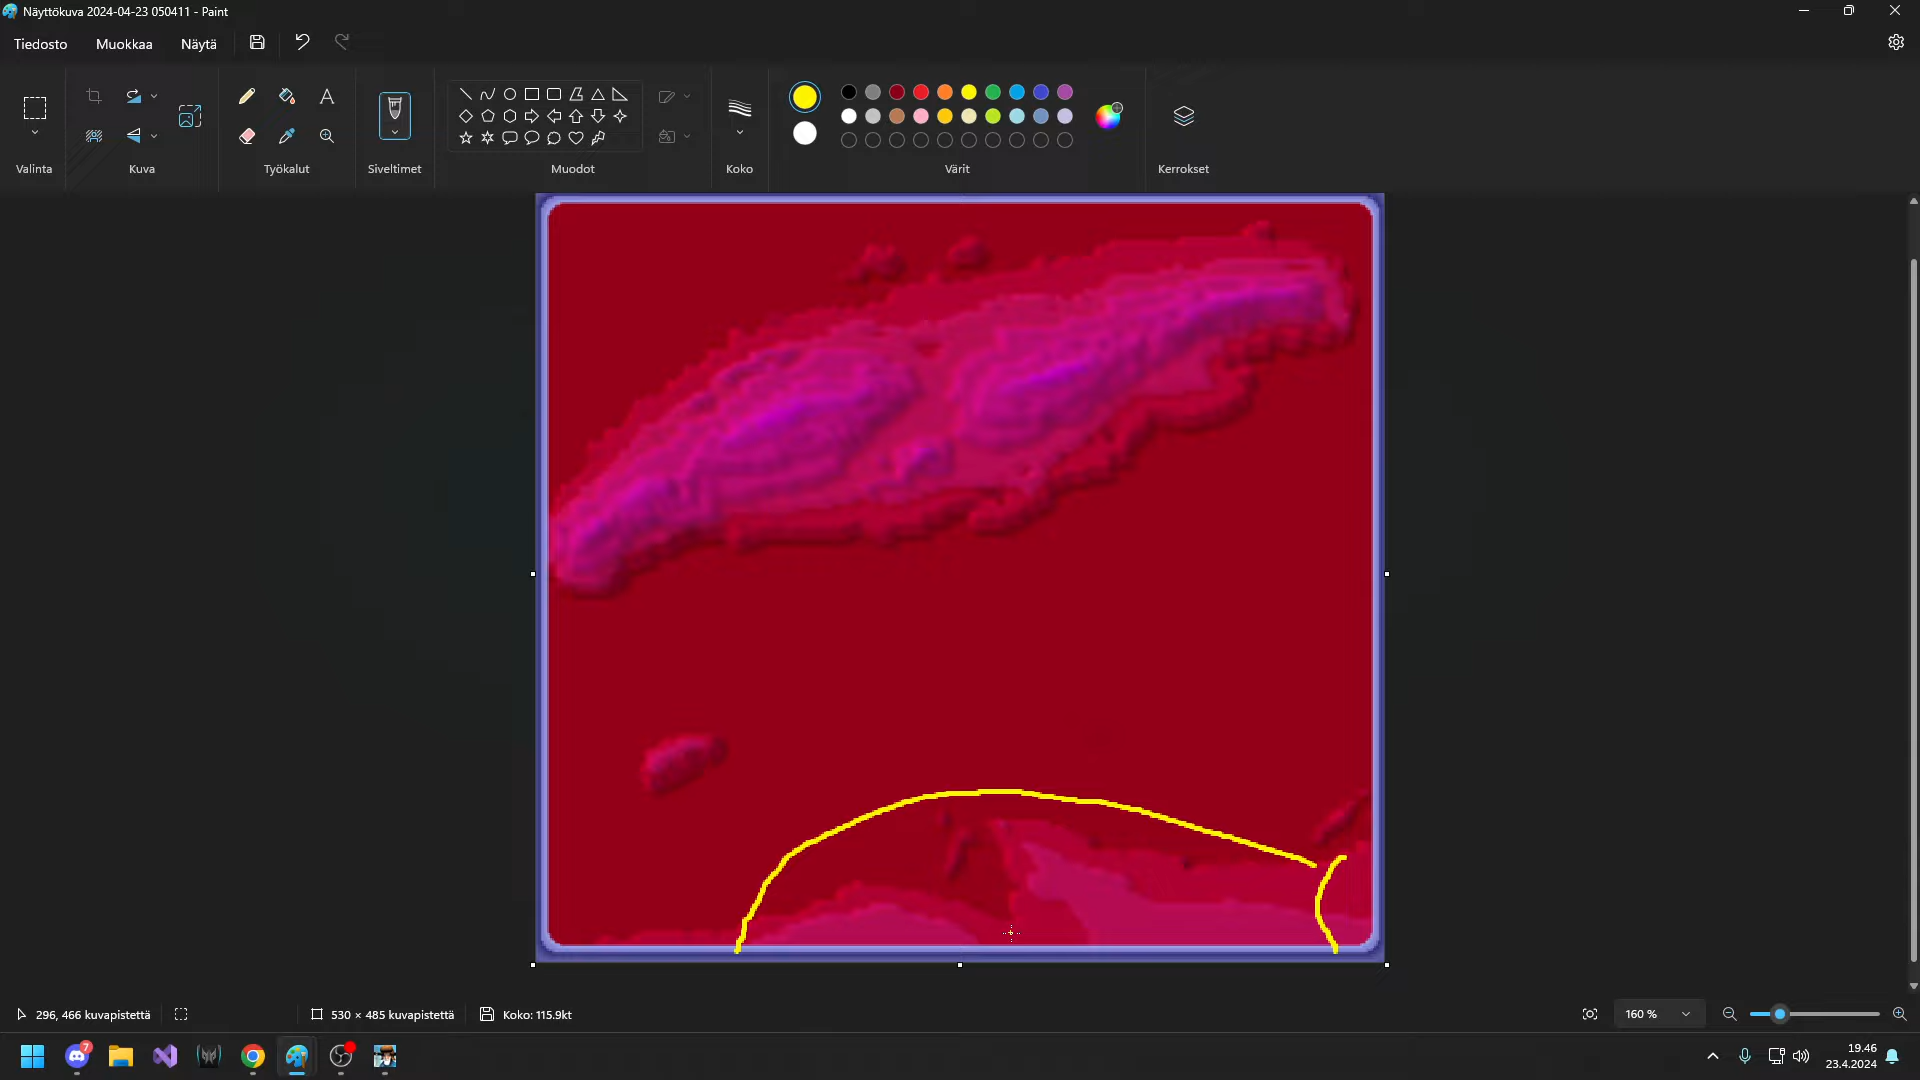 Näyttökuva 2024-04-23 050411 - Paint
Tiedosto Muokkaa Näytä
A
Valinta Kuva Työkalut Siveltimet Muodot Koko Värit Kerrokset
296, 466 kuvapistettä 530 × 485 kuvapistettä Koko: 115.9kt 160 %
7
19.46
23.4.2024